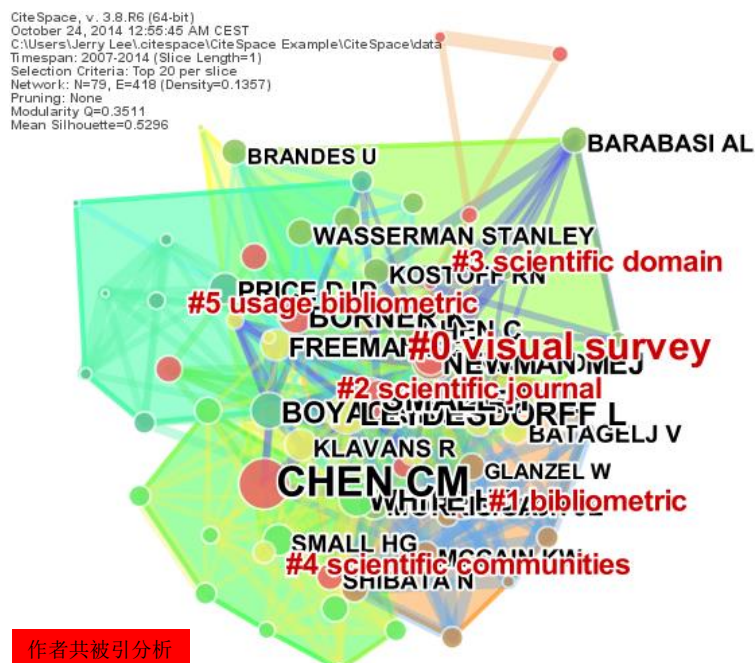 CiteSpace, v. 3.8.R6 (64-bit)
October 24, 2014 12:55:45 AM CEST
C:\Users\Jerry Lee\.citespace\CiteSpace Example\CiteSpace\data
Timespan: 2007-2014 (Slice Length=1)
Selection Criteria: Top 20 per slice
Network: N=79, E=418 (Density=0.1357)
Pruning: None
Modularity Q=0.3511
Mean Silhouette=0.5296
BRANDES U
BARABASI AL
WASSERMAN STANLEY
#3 scientific domain
KOSTOFF RN
PRICE DJD
#5 usage bibliometric
BORNER K
FREEMAN
#0 visual survey
NEWMAN MEJ
#2 scientific journal
LEYDESDORFF L
BATAGELJ V
KLAVANS R
GLANZEL W
CHEN CM
#1 bibliometric
SMALL HG
MCCAIN KW
#4 scientific communities
SHIBATA N
作者共被引分析